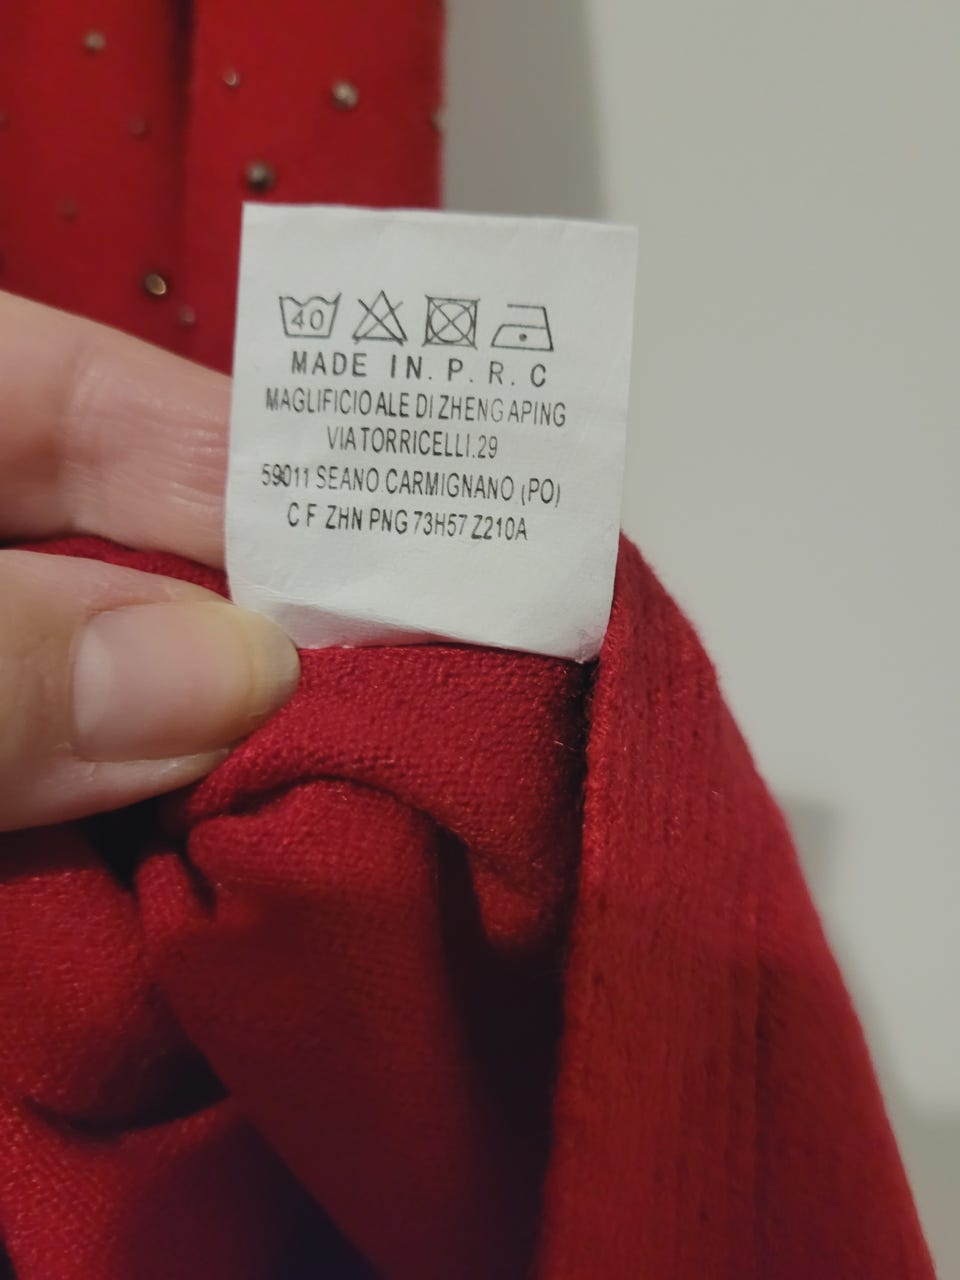 40
MADE IN. P. R. C
MAGLIFICIO ALE DI ZHENG APING
VIA TORRICELLI.29
59011 SEANO CARMIGNANO (PO)
C F ZHN PNG 73H57 Z210A